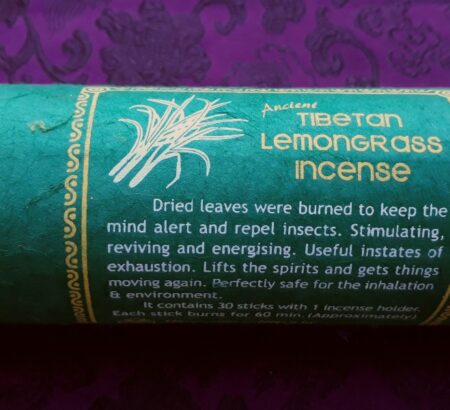 Ancient
TIBETAN
LEMONGRASS
INCENSE
Dried leaves were burned to keep the
mind alert and repel insects. Stimulating,
reviving and energising. Useful instates of
exhaustion. Lifts the spirits and gets things
moving again. Perfectly safe for the inhalation
& environment.
It contains 30 sticks with 1 incense holder.
Each stick burns for 60 min. (Approximately)